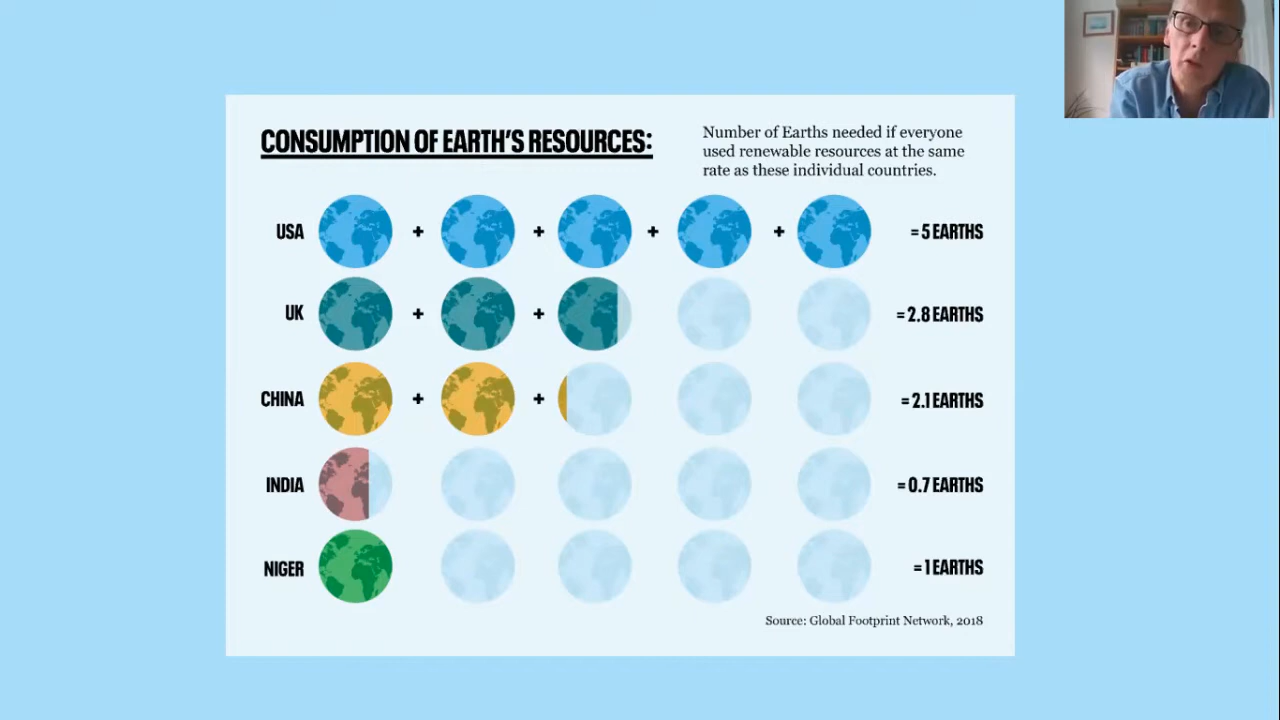 CONSUMPTION OF EARTH'S RESOURCES:
Number of Earths needed if everyone
used renewable resources at the same
rate as these individual countries.
USA + + + + = 5 EARTHS
UK + + = 2.8 EARTHS
CHINA + + = 2.1 EARTHS
INDIA = 0.7 EARTHS
NIGER = 1 EARTHS
Source: Global Footprint Network, 2018